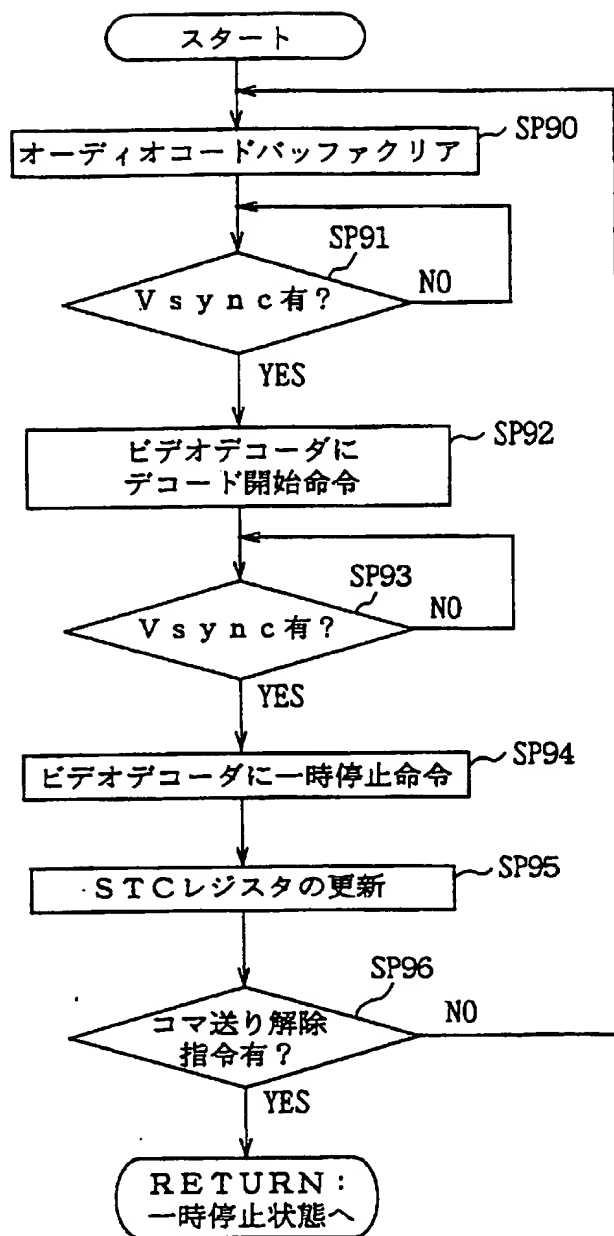 スタート
SP90
オーディオコードバッファクリア
SP91
Vsync有?
NO
YES
SP92
ビデオデコーダに
デコード開始命令
SP93
Vsync有?
NO
YES
SP94
ビデオデコーダに一時停止命令
SP95
STCレジスタの更新
SP96
コマ送り解除
指令有?
NO
YES
RETURN:
一時停止状態へ